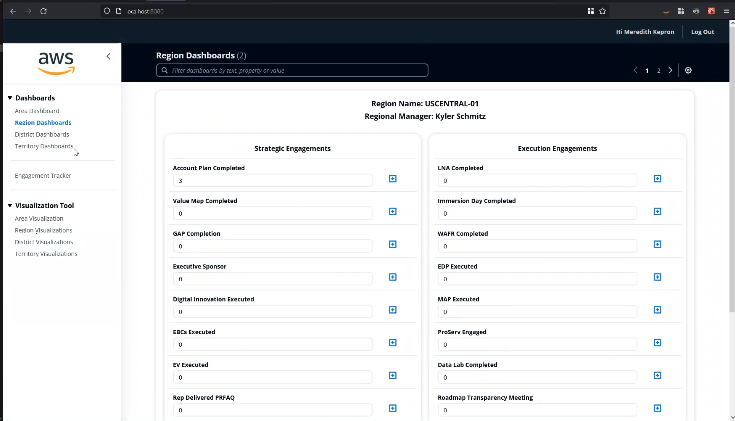 oca host:8080
Hi Meredith Kepron
Log Out
aws
Region Dashboards (2)
Filter dashboards by text, property or value
1 2
Dashboards
Area Dashboard
Region Dashboards
District Dashboards
Territory Dashboards
Engagement Tracker
Visualization Tool
Area Visualization
Region Visualizations
District Visualizations
Territory Visualizations
Region Name: USCENTRAL-01
Regional Manager: Kyler Schmitz
Strategic Engagements
Account Plan Completed
3
Value Map Completed
0
GAP Completion
0
Executive Sponsor
0
Digital Innovation Executed
0
EBCs Executed
0
EV Executed
0
Rep Delivered PRFAQ
0
Execution Engagements
LNA Completed
0
Immersion Day Completed
0
WAFR Completed
0
EDP Executed
0
MAP Executed
0
ProServ Engaged
0
Data Lab Completed
0
Roadmap Transparency Meeting
0